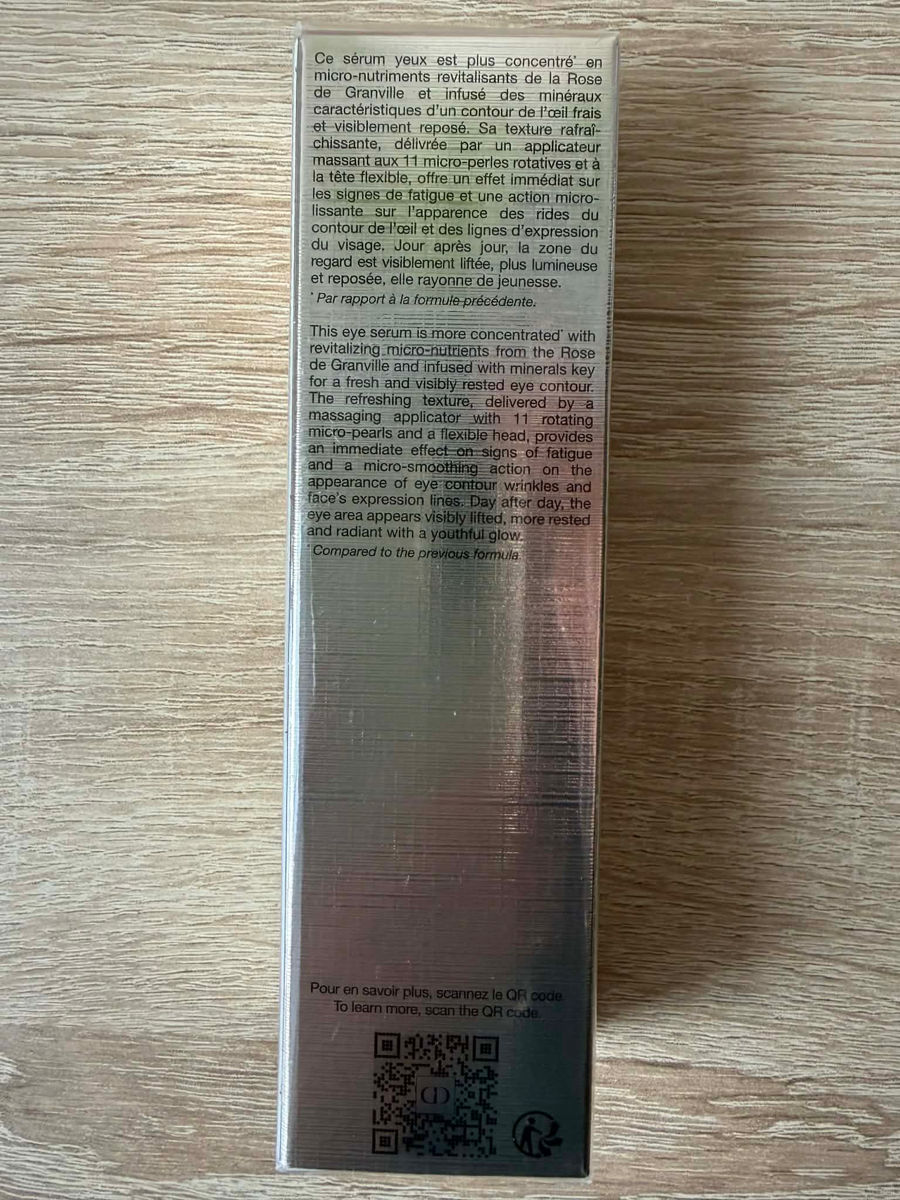 Ce sérum yeux est plus concentré* en
micro-nutriments revitalisants de la Rose
de Granville et infusé des minéraux
caractéristiques d'un contour de l'œil frais
et visiblement reposé. Sa texture rafraî-
chissante, délivrée par un applicateur
massant aux 11 micro-perles rotatives et à
la tête flexible, offre un effet immédiat sur
les signes de fatigue et une action micro-
lissante sur l'apparence des rides du
contour de l'œil et des lignes d'expression
du visage. Jour après jour, la zone du
regard est visiblement liftée, plus lumineuse
et reposée, elle rayonne de jeunesse.
* Par rapport à la formule précédente.
This eye serum is more concentrated* with
revitalizing micro-nutrients from the Rose
de Granville and infused with minerals key
for a fresh and visibly rested eye contour.
The refreshing texture, delivered by a
massaging applicator with 11 rotating
micro-pearls and a flexible head, provides
an immediate effect on signs of fatigue
and a micro-smoothing action on the
appearance of eye contour wrinkles and
face's expression lines. Day after day, the
eye area appears visibly lifted, more rested
and radiant with a youthful glow.
* Compared to the previous formula.
Pour en savoir plus, scannez le QR code.
To learn more, scan the QR code.
CD